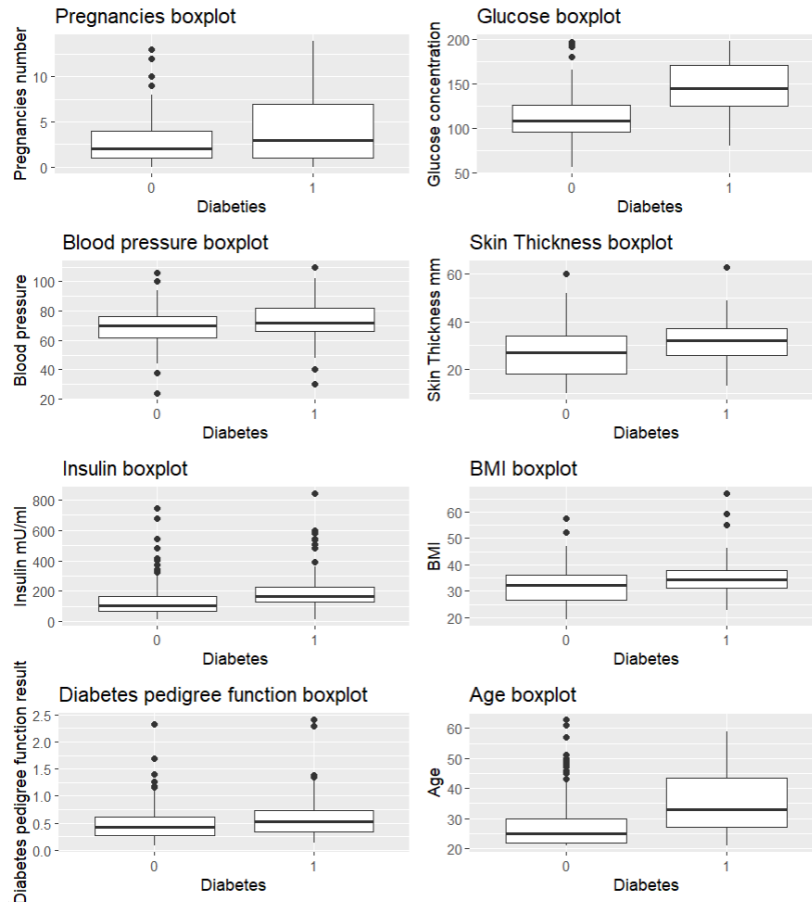 Pregnancies boxplot
Pregnancies number
10
5
0
0
1
Diabeties
Glucose boxplot
Glucose concentration
200
150
100
50
0
1
Diabetes
Blood pressure boxplot
Blood pressure
100
80
60
40
20
0
1
Diabetes
Skin Thickness boxplot
Skin Thickness mm
60
40
20
0
1
Diabetes
Insulin boxplot
Insulin mU/ml
800
600
400
200
0
0
1
Diabetes
BMI boxplot
BMI
60
50
40
30
20
0
1
Diabetes
Diabetes pedigree function boxplot
Diabetes pedigree function result
2.5
2.0
1.5
1.0
0.5
0.0
0
1
Diabetes
Age boxplot
Age
60
50
40
30
20
0
1
Diabetes